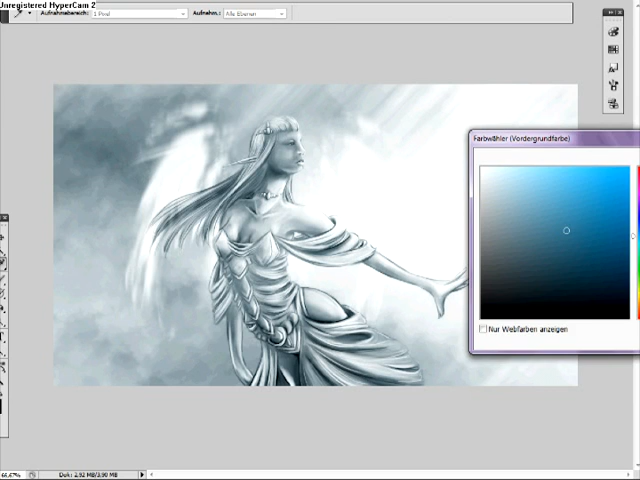 Unregistered HyperCam 2
Aufnahmebereich: 1 Pixel Aufnahm.: Alle Ebenen
Farbwähler (Vordergrundfarbe)
Nur Webfarben anzeigen
66,67% Dok: 2,92 MB/3,90 MB